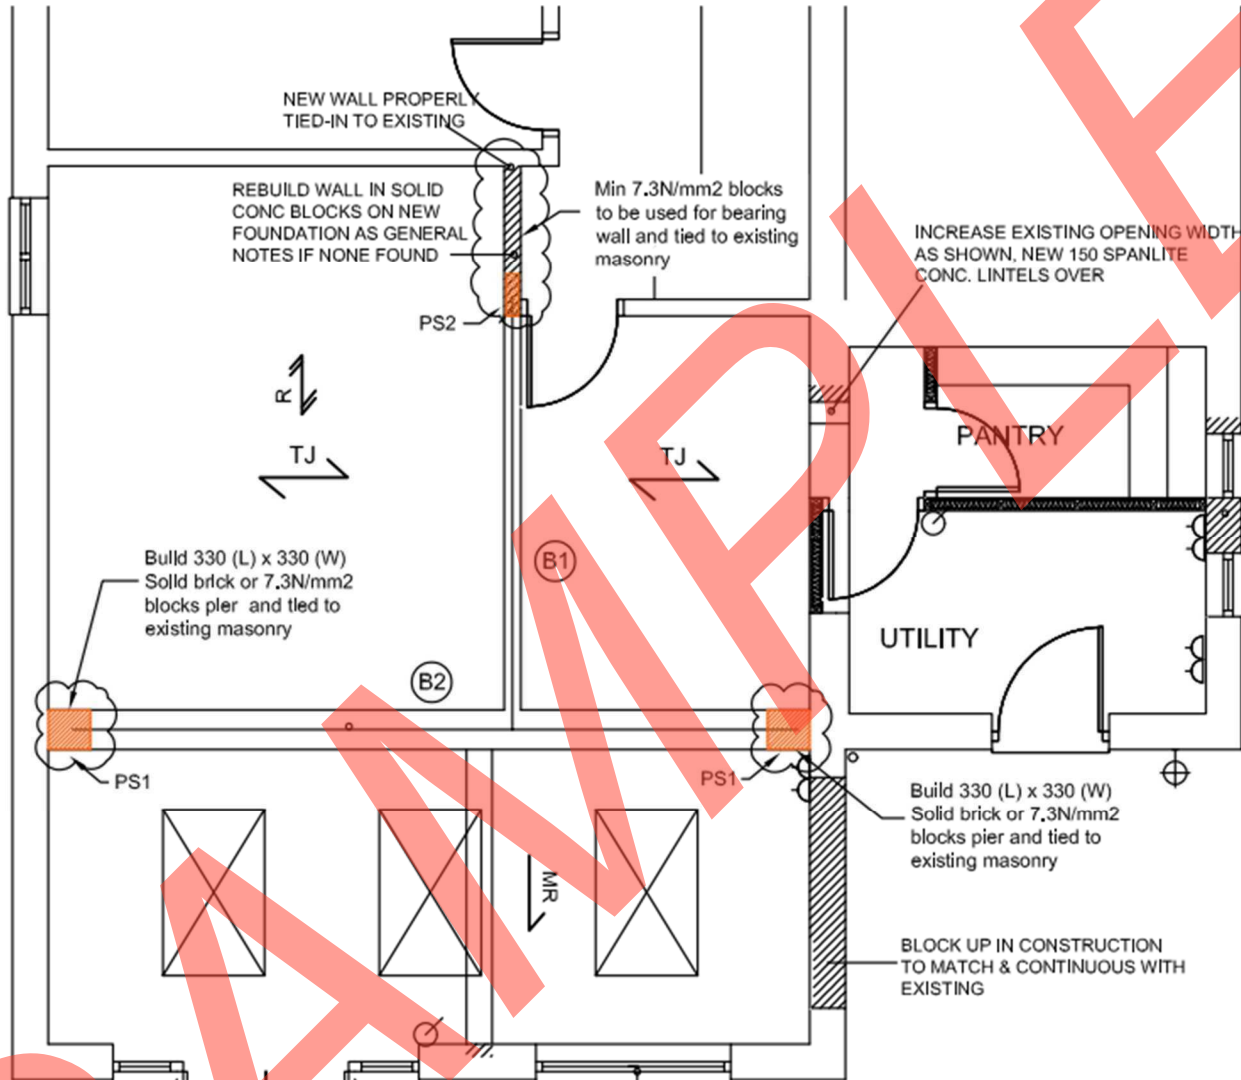 NEW WALL PROPERLY
TIED-IN TO EXISTING
REBUILD WALL IN SOLID
CONC BLOCKS ON NEW
FOUNDATION AS GENERAL
NOTES IF NONE FOUND
Min 7.3N/mm2 blocks
to be used for bearing
wall and tied to existing
masonry
INCREASE EXISTING OPENING WIDTH
AS SHOWN, NEW 150 SPANLITE
CONC. LINTELS OVER
PS2
R
TJ
TJ
PANTRY
Build 330 (L) x 330 (W)
Solid brick or 7.3N/mm2
blocks pier and tied to
existing masonry
B1
UTILITY
B2
PS1
PS1
Build 330 (L) x 330 (W)
Solid brick or 7.3N/mm2
blocks pier and tied to
existing masonry
MR
BLOCK UP IN CONSTRUCTION
TO MATCH & CONTINUOUS WITH
EXISTING
SAMPLE